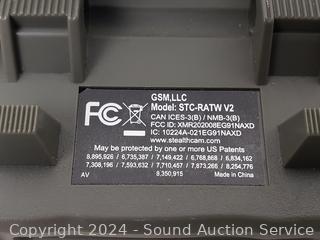 GSM,LLC
Model: STC-RATW V2
FC
CAN ICES-3(B) / NMB-3(B)
FCC ID: XMR202008EG91NAXD
IC: 10224A-021EG91NAXD
www.stealthcam.com
May be protected by one or more US Patents
8,895,926 / 6,735,387 / 7,149,422 / 6,768,868 / 6,834,162
7,308,196 / 7,593,632 / 7,710,457 / 7,873,265 / 8,254,776
AV 8,350,915 Made in China
Copyright 2024 - Sound Auction Service